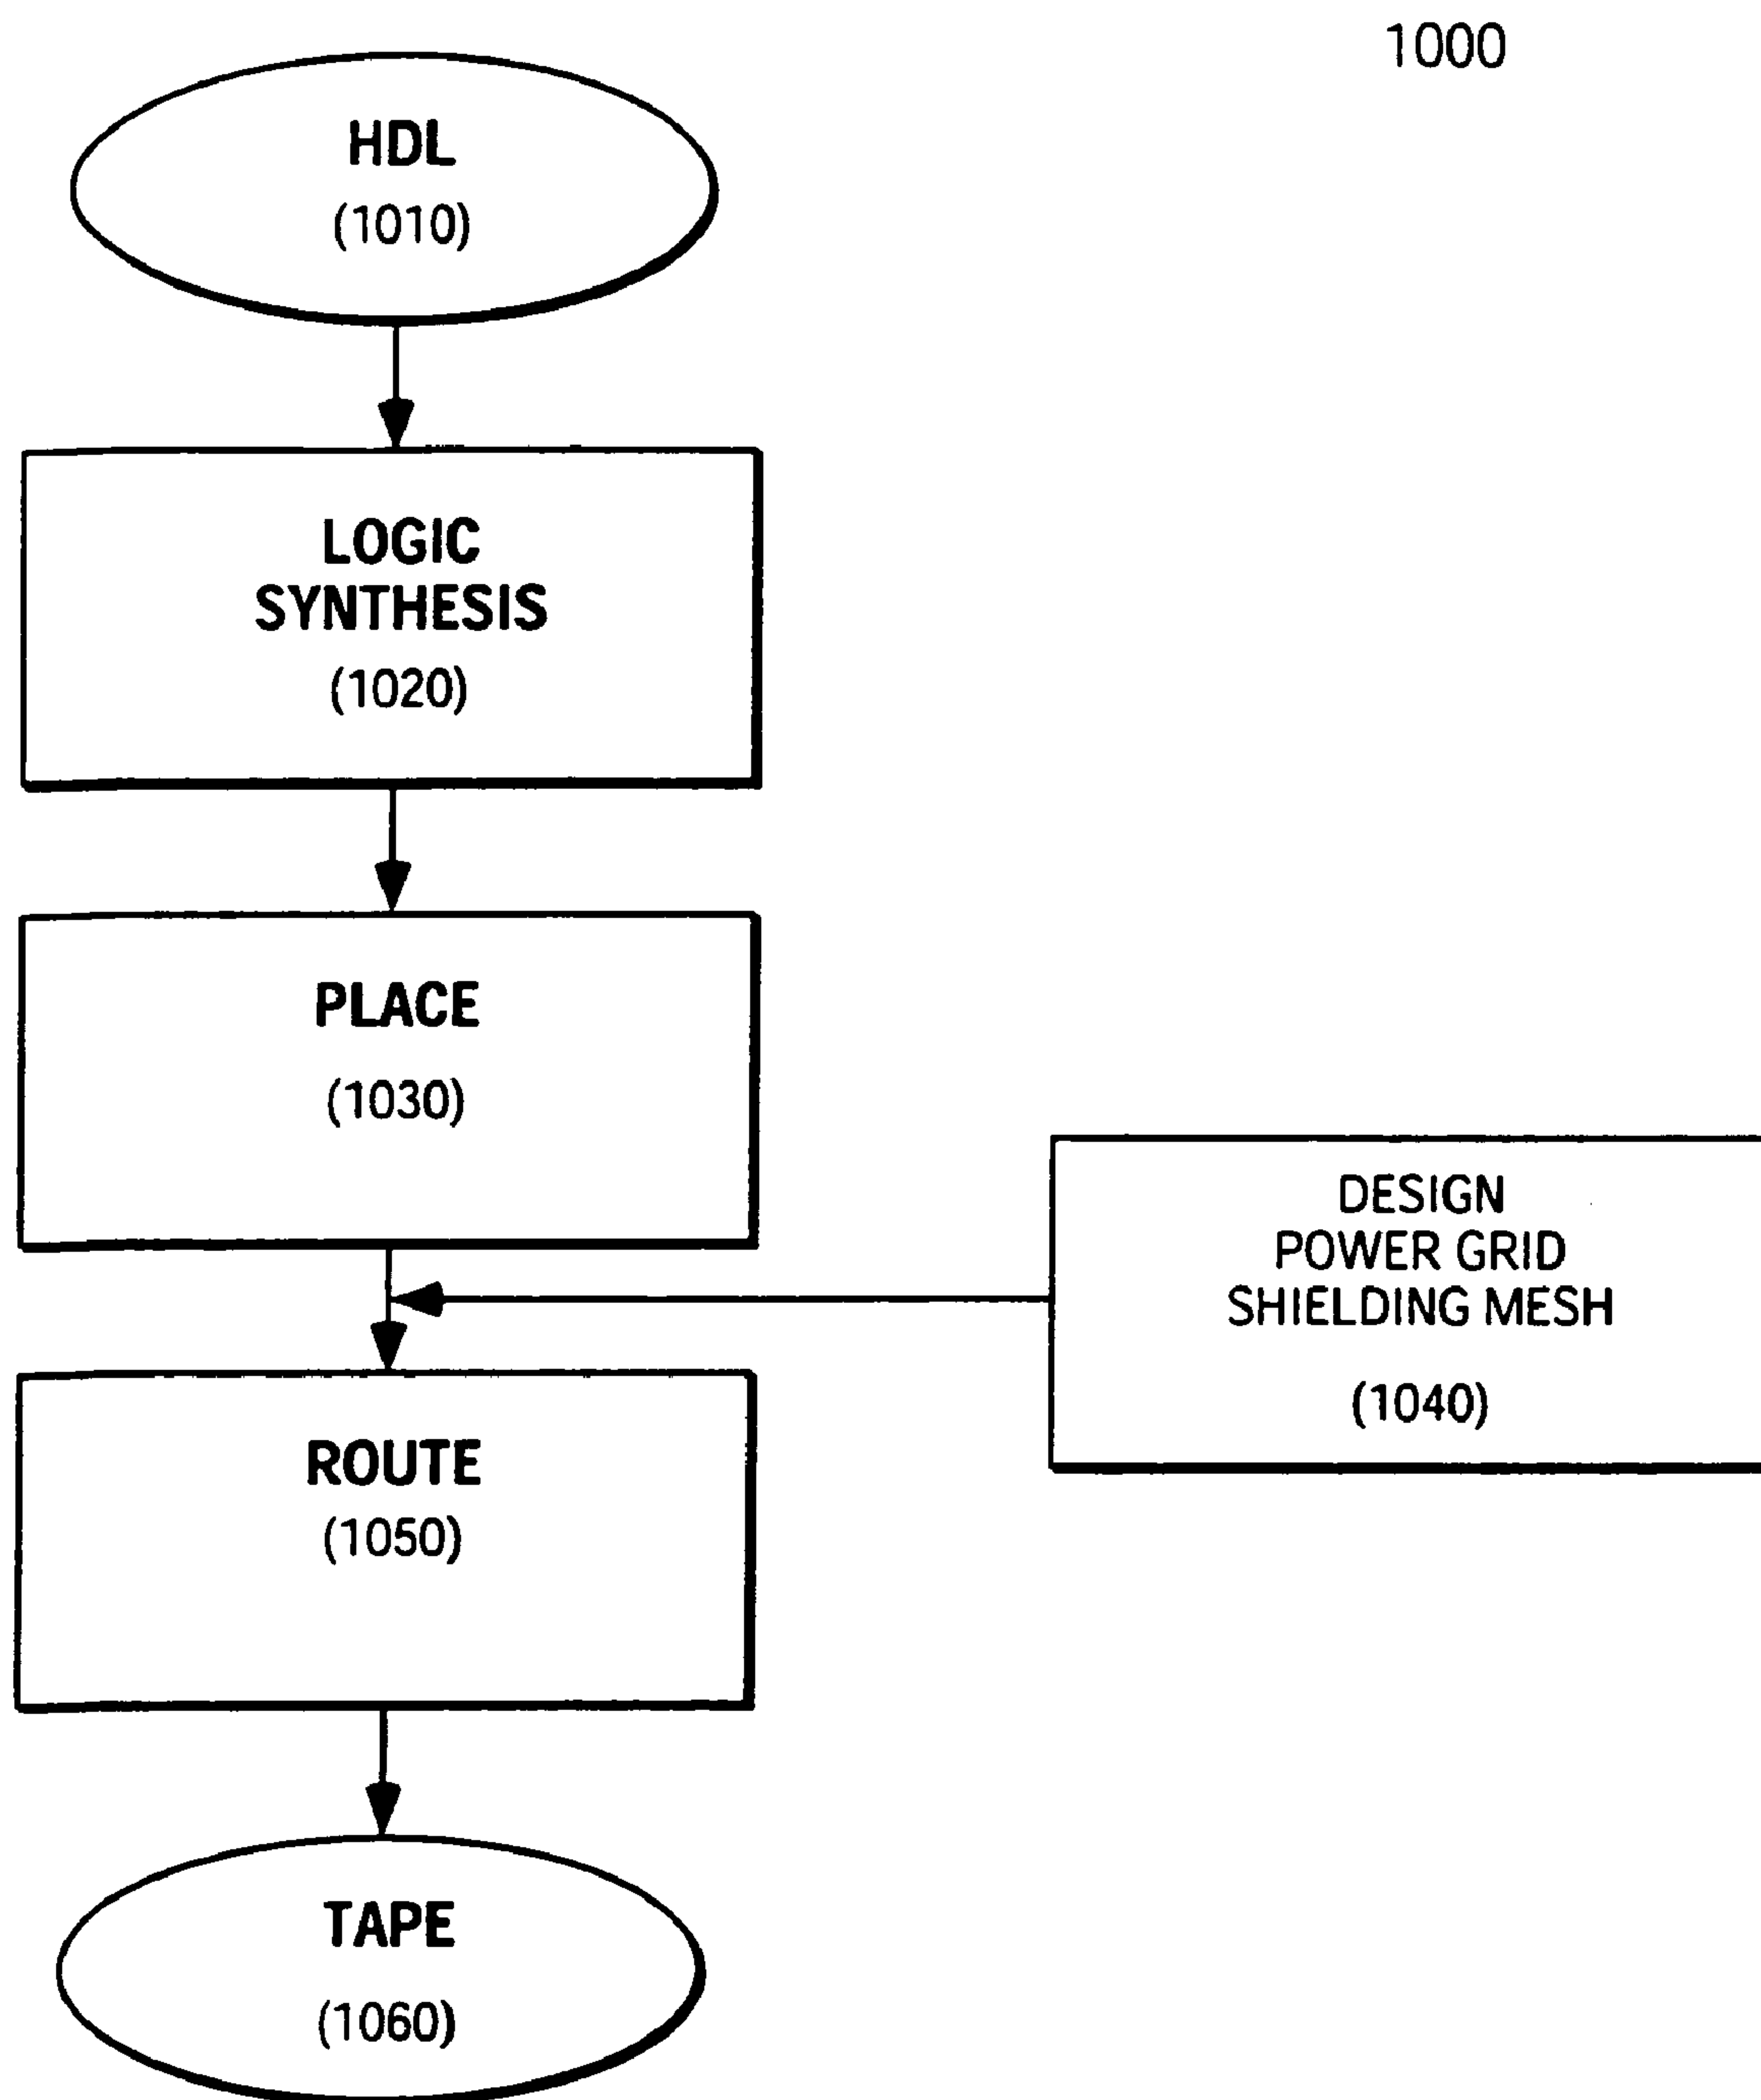 1000
HDL
(1010)
LOGIC
SYNTHESIS
(1020)
PLACE
(1030)
DESIGN
POWER GRID
SHIELDING MESH
(1040)
ROUTE
(1050)
TAPE
(1060)